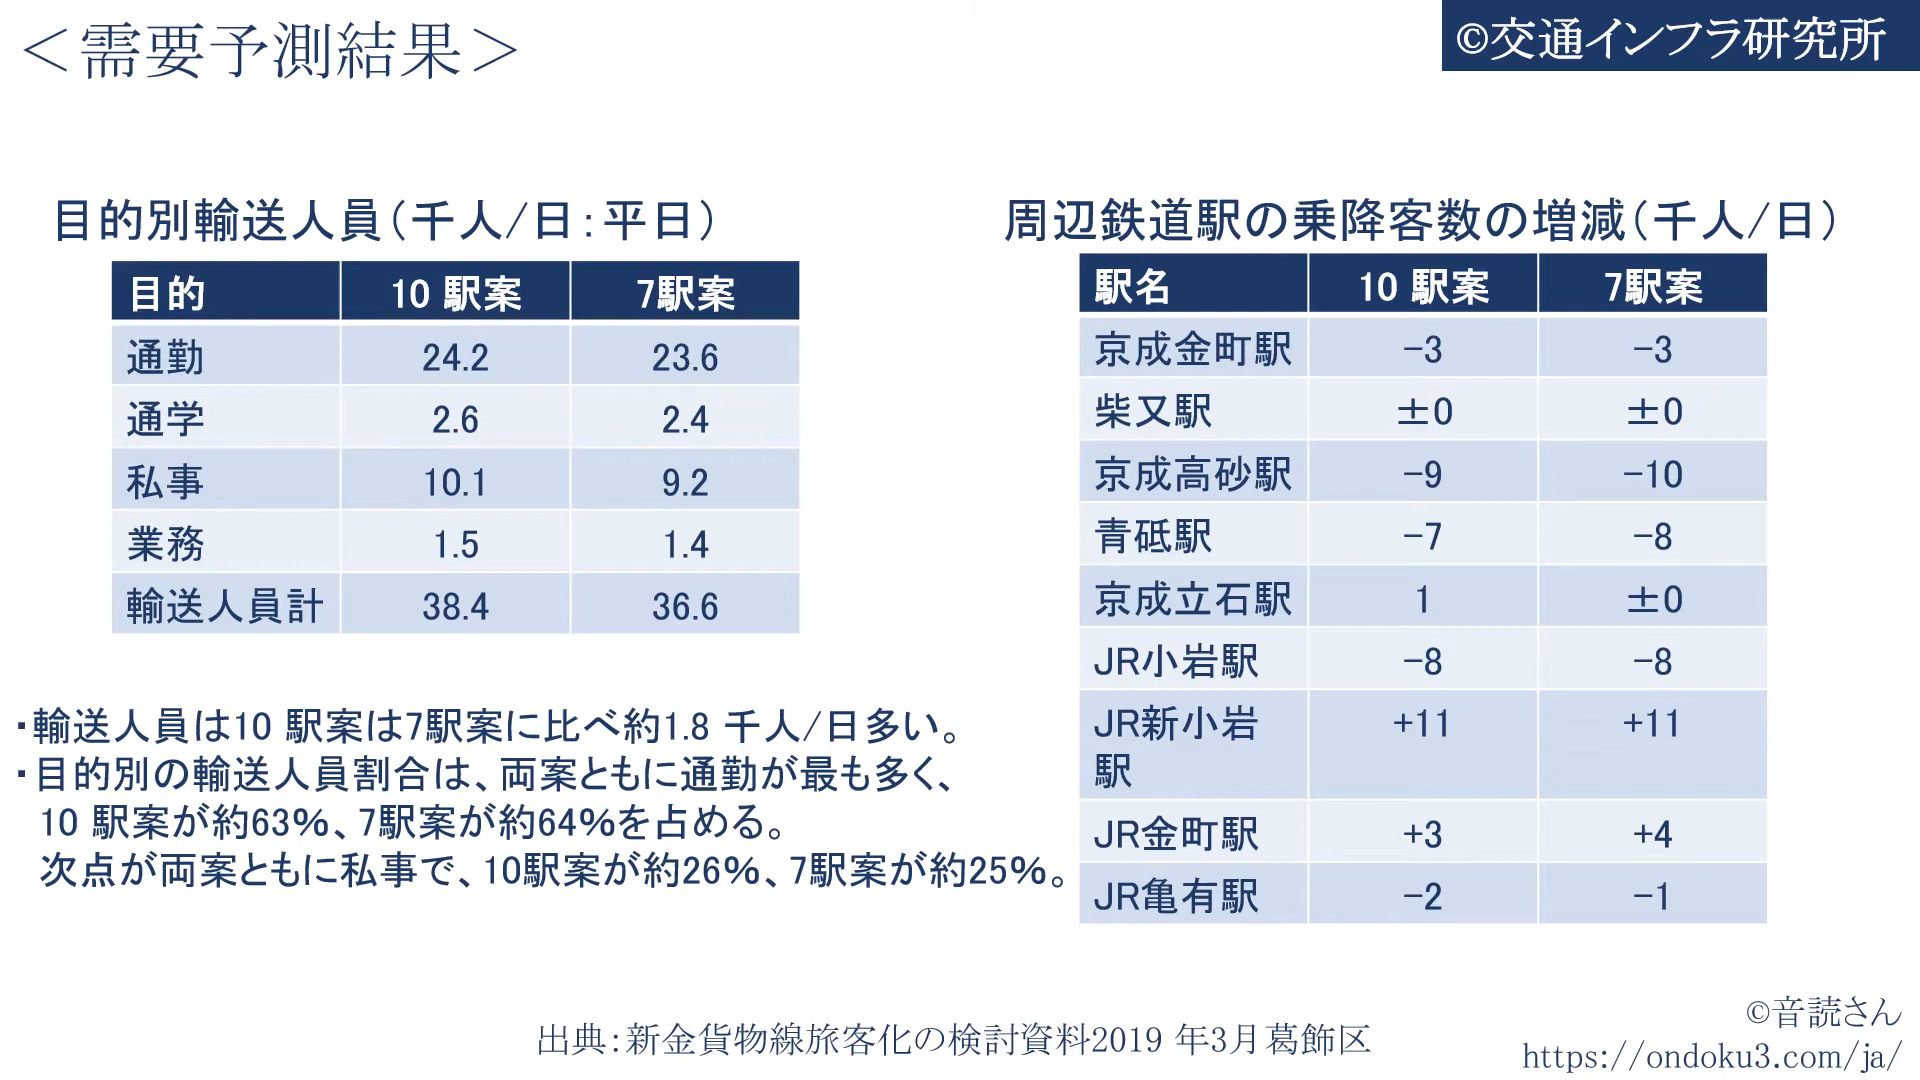 ＜需要予測結果＞
©交通インフラ研究所
目的別輸送人員（千人/日：平日）
目的 10 駅案 7駅案
通勤 24.2 23.6
通学 2.6 2.4
私事 10.1 9.2
業務 1.5 1.4
輸送人員計 38.4 36.6
・輸送人員は10 駅案は7駅案に比べ約1.8 千人/日多い。
・目的別の輸送人員割合は、両案ともに通勤が最も多く、
10 駅案が約63%、7駅案が約64%を占める。
次点が両案ともに私事で、10駅案が約26%、7駅案が約25%。
周辺鉄道駅の乗降客数の増減（千人/日）
駅名 10 駅案 7駅案
京成金町駅 −3 −3
柴又駅 ±0 ±0
京成高砂駅 −9 −10
青砥駅 −7 −8
京成立石駅 1 ±0
JR小岩駅 −8 −8
JR新小岩 +11 +11
駅
JR金町駅 +3 +4
JR亀有駅 −2 −1
出典：新金貨物線旅客化の検討資料2019 年3月葛飾区
©音読さん
https://ondoku3.com/ja/